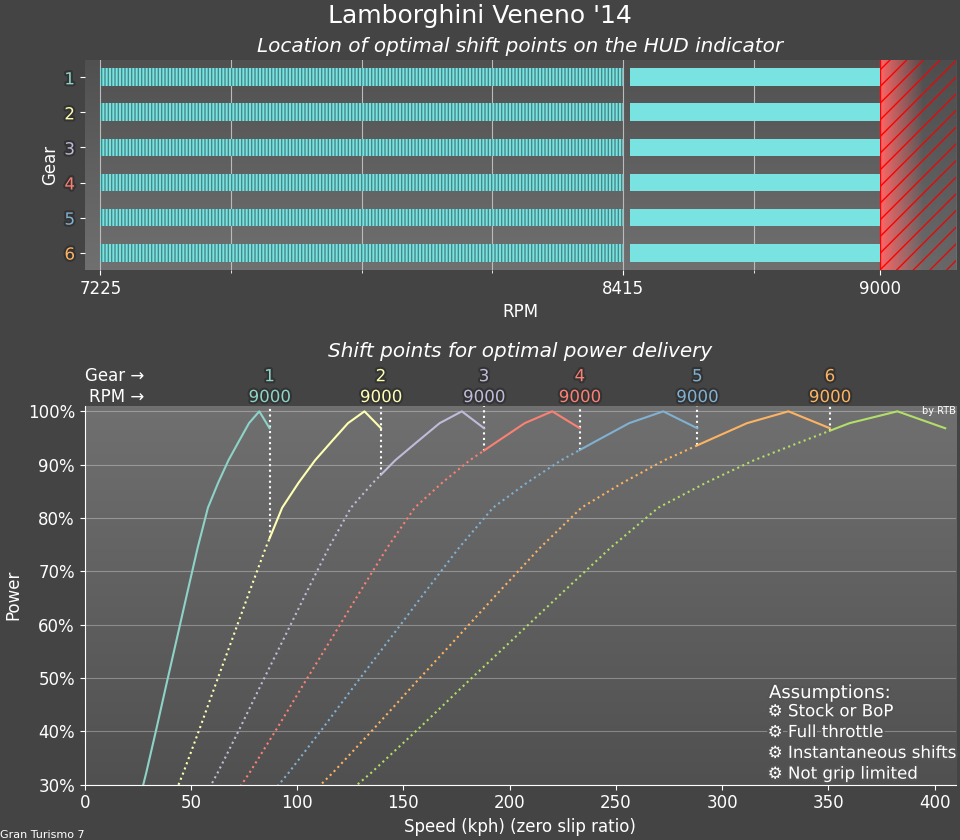 Lamborghini Veneno '14
Location of optimal shift points on the HUD indicator
Gear
1
2
3
4
5
6
7225 8415 9000
RPM
Shift points for optimal power delivery
Gear → 1 2 3 4 5 6
RPM → 9000 9000 9000 9000 9000 9000
by RTB
100%
90%
80%
70%
60%
50%
40%
30%
Power
Assumptions:
⚙ Stock or BoP
⚙ Full throttle
⚙ Instantaneous shifts
⚙ Not grip limited
0 50 100 150 200 250 300 350 400
Speed (kph) (zero slip ratio)
Gran Turismo 7